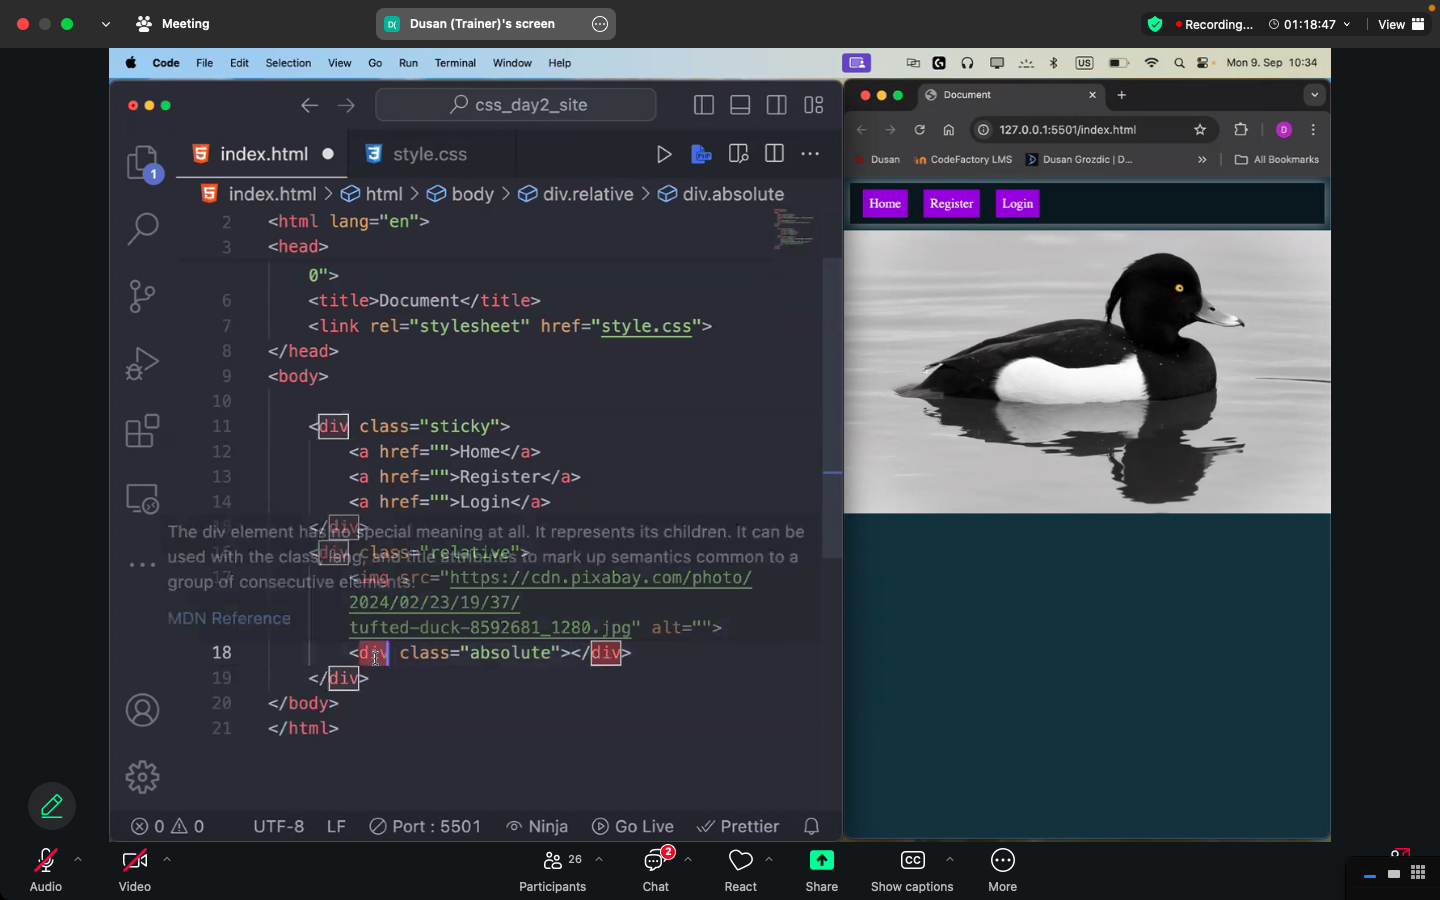 Meeting
D( Dusan (Trainer)'s screen
Recording...
01:18:47
View
Code File Edit Selection View Go Run Terminal Window Help
US
Mon 9. Sep 10:34
css_day2_site
index.html
style.css
index.html > html > body > div.relative > div.absolute
1
2 <html lang="en">
3 <head>
0">
6 <title>Document</title>
7 <link rel="stylesheet" href="style.css">
8 </head>
9 <body>
10
11 <div class="sticky">
12 <a href="">Home</a>
13 <a href="">Register</a>
14 <a href="">Login</a>
15 </div>
16 <div class="relative">
17 <img src="https://cdn.pixabay.com/photo/
2024/02/23/19/37/
tufted-duck-8592681_1280.jpg" alt="">
18 <div class="absolute"></div>
19 </div>
20 </body>
21 </html>
The div element has no special meaning at all. It represents its children. It can be
used with the class, lang, and title attributes to mark up semantics common to a
group of consecutive elements.
MDN Reference
0 0 UTF-8 LF Port : 5501 Ninja Go Live Prettier
Document
127.0.0.1:5501/index.html
D
Dusan
CodeFactory LMS
Dusan Grozdic | D...
All Bookmarks
Home Register Login
Audio
Video
Participants
26
Chat
2
React
Share
CC
Show captions
More